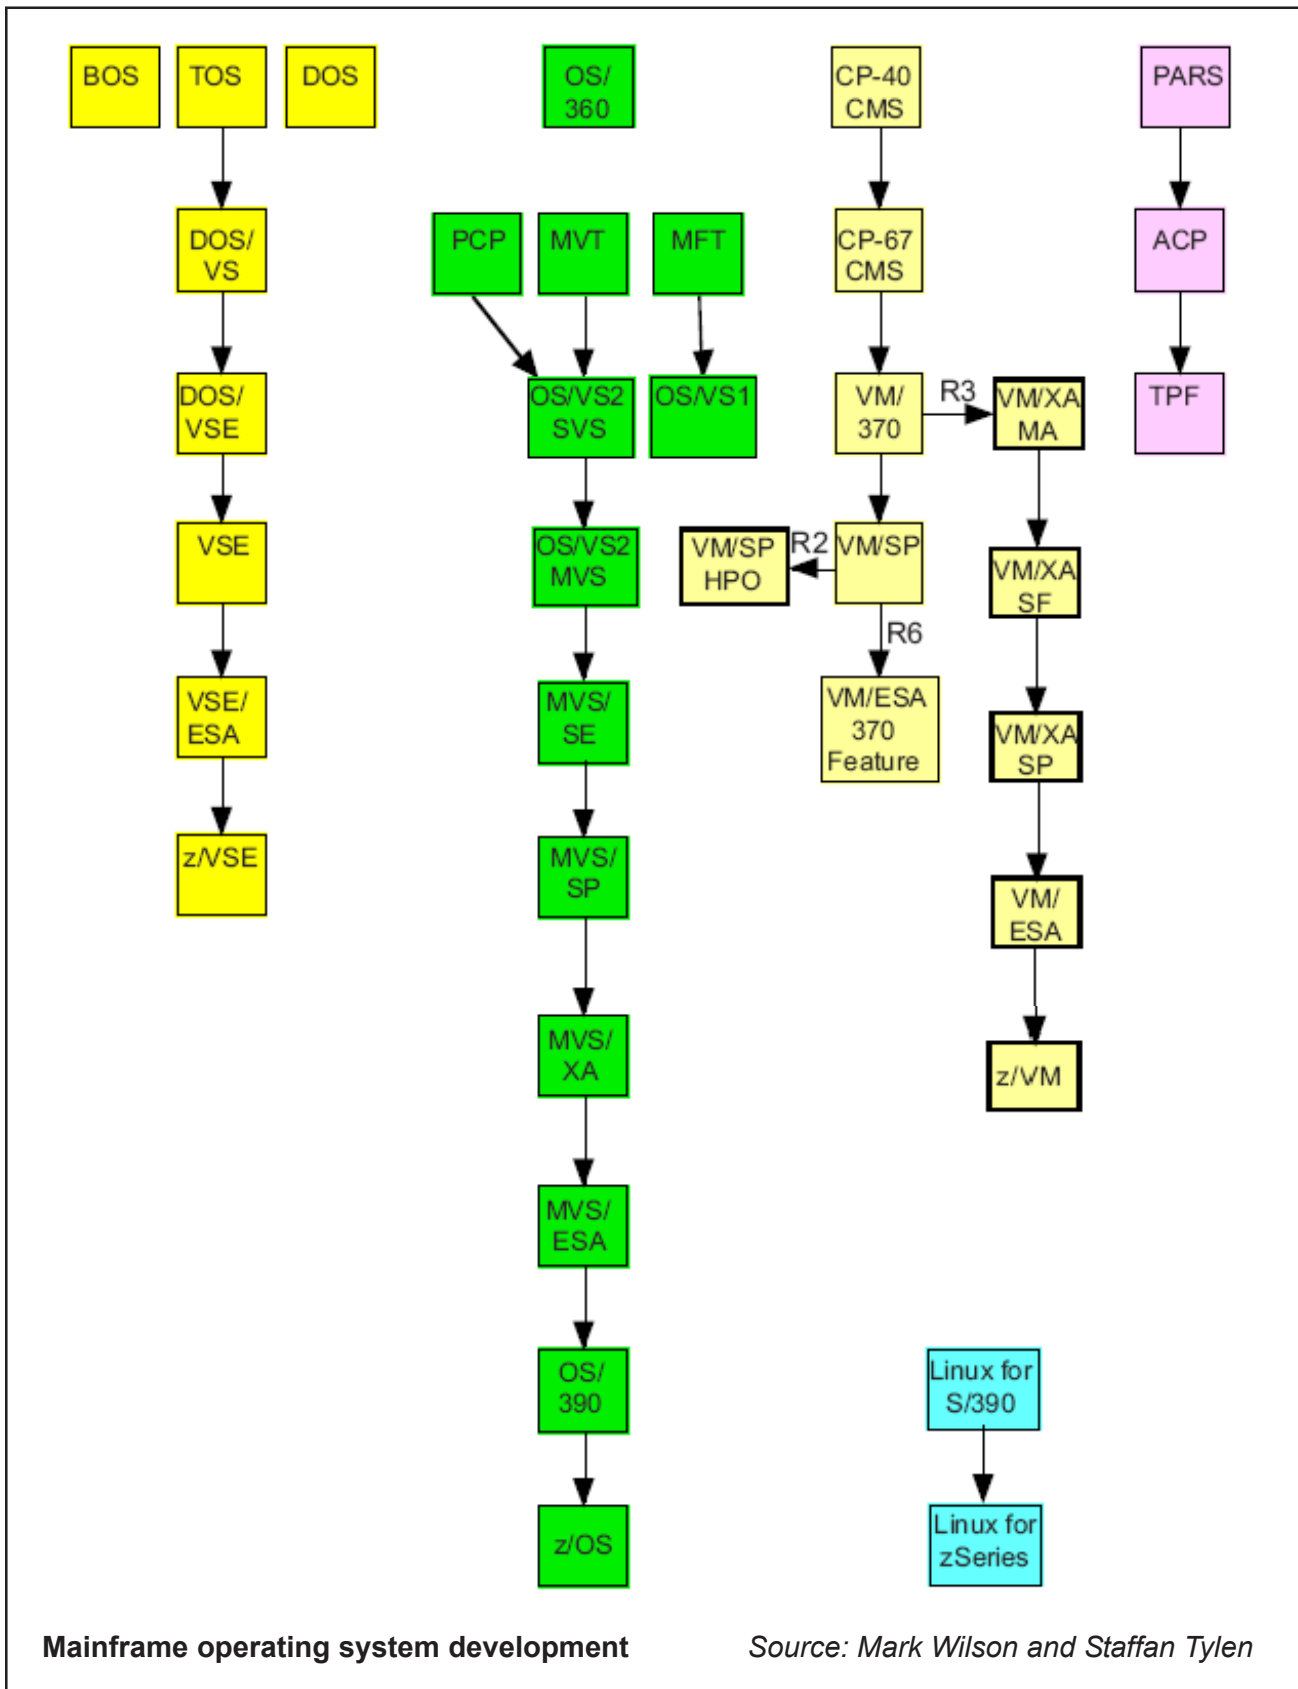 BOS
TOS
DOS
OS/
360
CP-40
CMS
PARS
DOS/
VS
PCP
MVT
MFT
CP-67
CMS
ACP
DOS/
VSE
OS/VS2
SVS
OS/VS1
VM/
370
R3
VM/XA
MA
TPF
VSE
OS/VS2
MVS
VM/SP
HPO
R2
VM/SP
VM/XA
SF
R6
VSE/
ESA
MVS/
SE
VM/ESA
370
Feature
VM/XA
SP
z/VSE
MVS/
SP
VM/
ESA
MVS/
XA
z/VM
MVS/
ESA
OS/
390
Linux for
S/390
z/OS
Linux for
zSeries
Mainframe operating system development
Source: Mark Wilson and Staffan Tylen